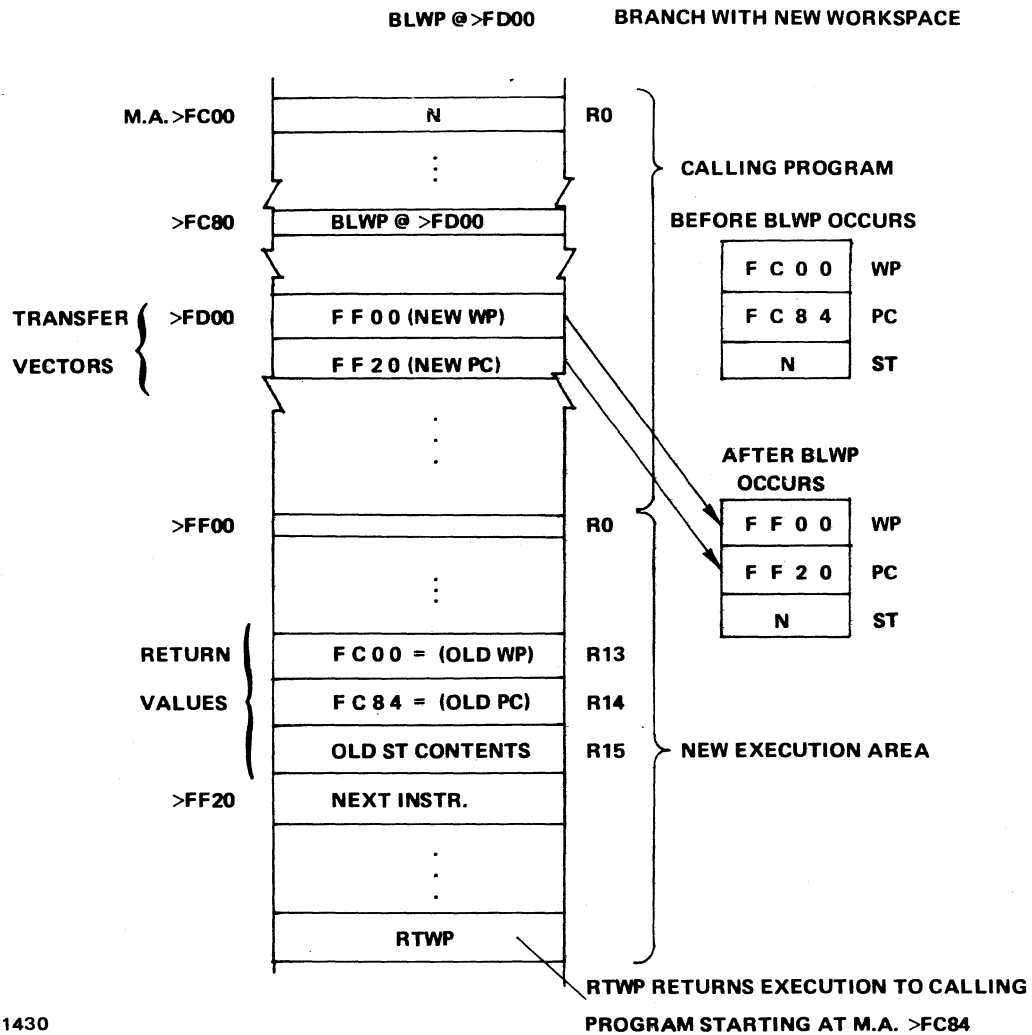 BLWP @>FD00 BRANCH WITH NEW WORKSPACE
M.A.>FC00 N R0
CALLING PROGRAM
>FC80 BLWP @ >FD00
BEFORE BLWP OCCURS
F C 0 0 WP
F C 8 4 PC
N ST
TRANSFER VECTORS
>FD00 F F 0 0 (NEW WP)
F F 2 0 (NEW PC)
AFTER BLWP
OCCURS
F F 0 0 WP
F F 2 0 PC
N ST
>FF00 R0
RETURN VALUES
F C 0 0 = (OLD WP) R13
F C 8 4 = (OLD PC) R14
OLD ST CONTENTS R15
NEW EXECUTION AREA
>FF20 NEXT INSTR.
RTWP
RTWP RETURNS EXECUTION TO CALLING
PROGRAM STARTING AT M.A. >FC84
1430